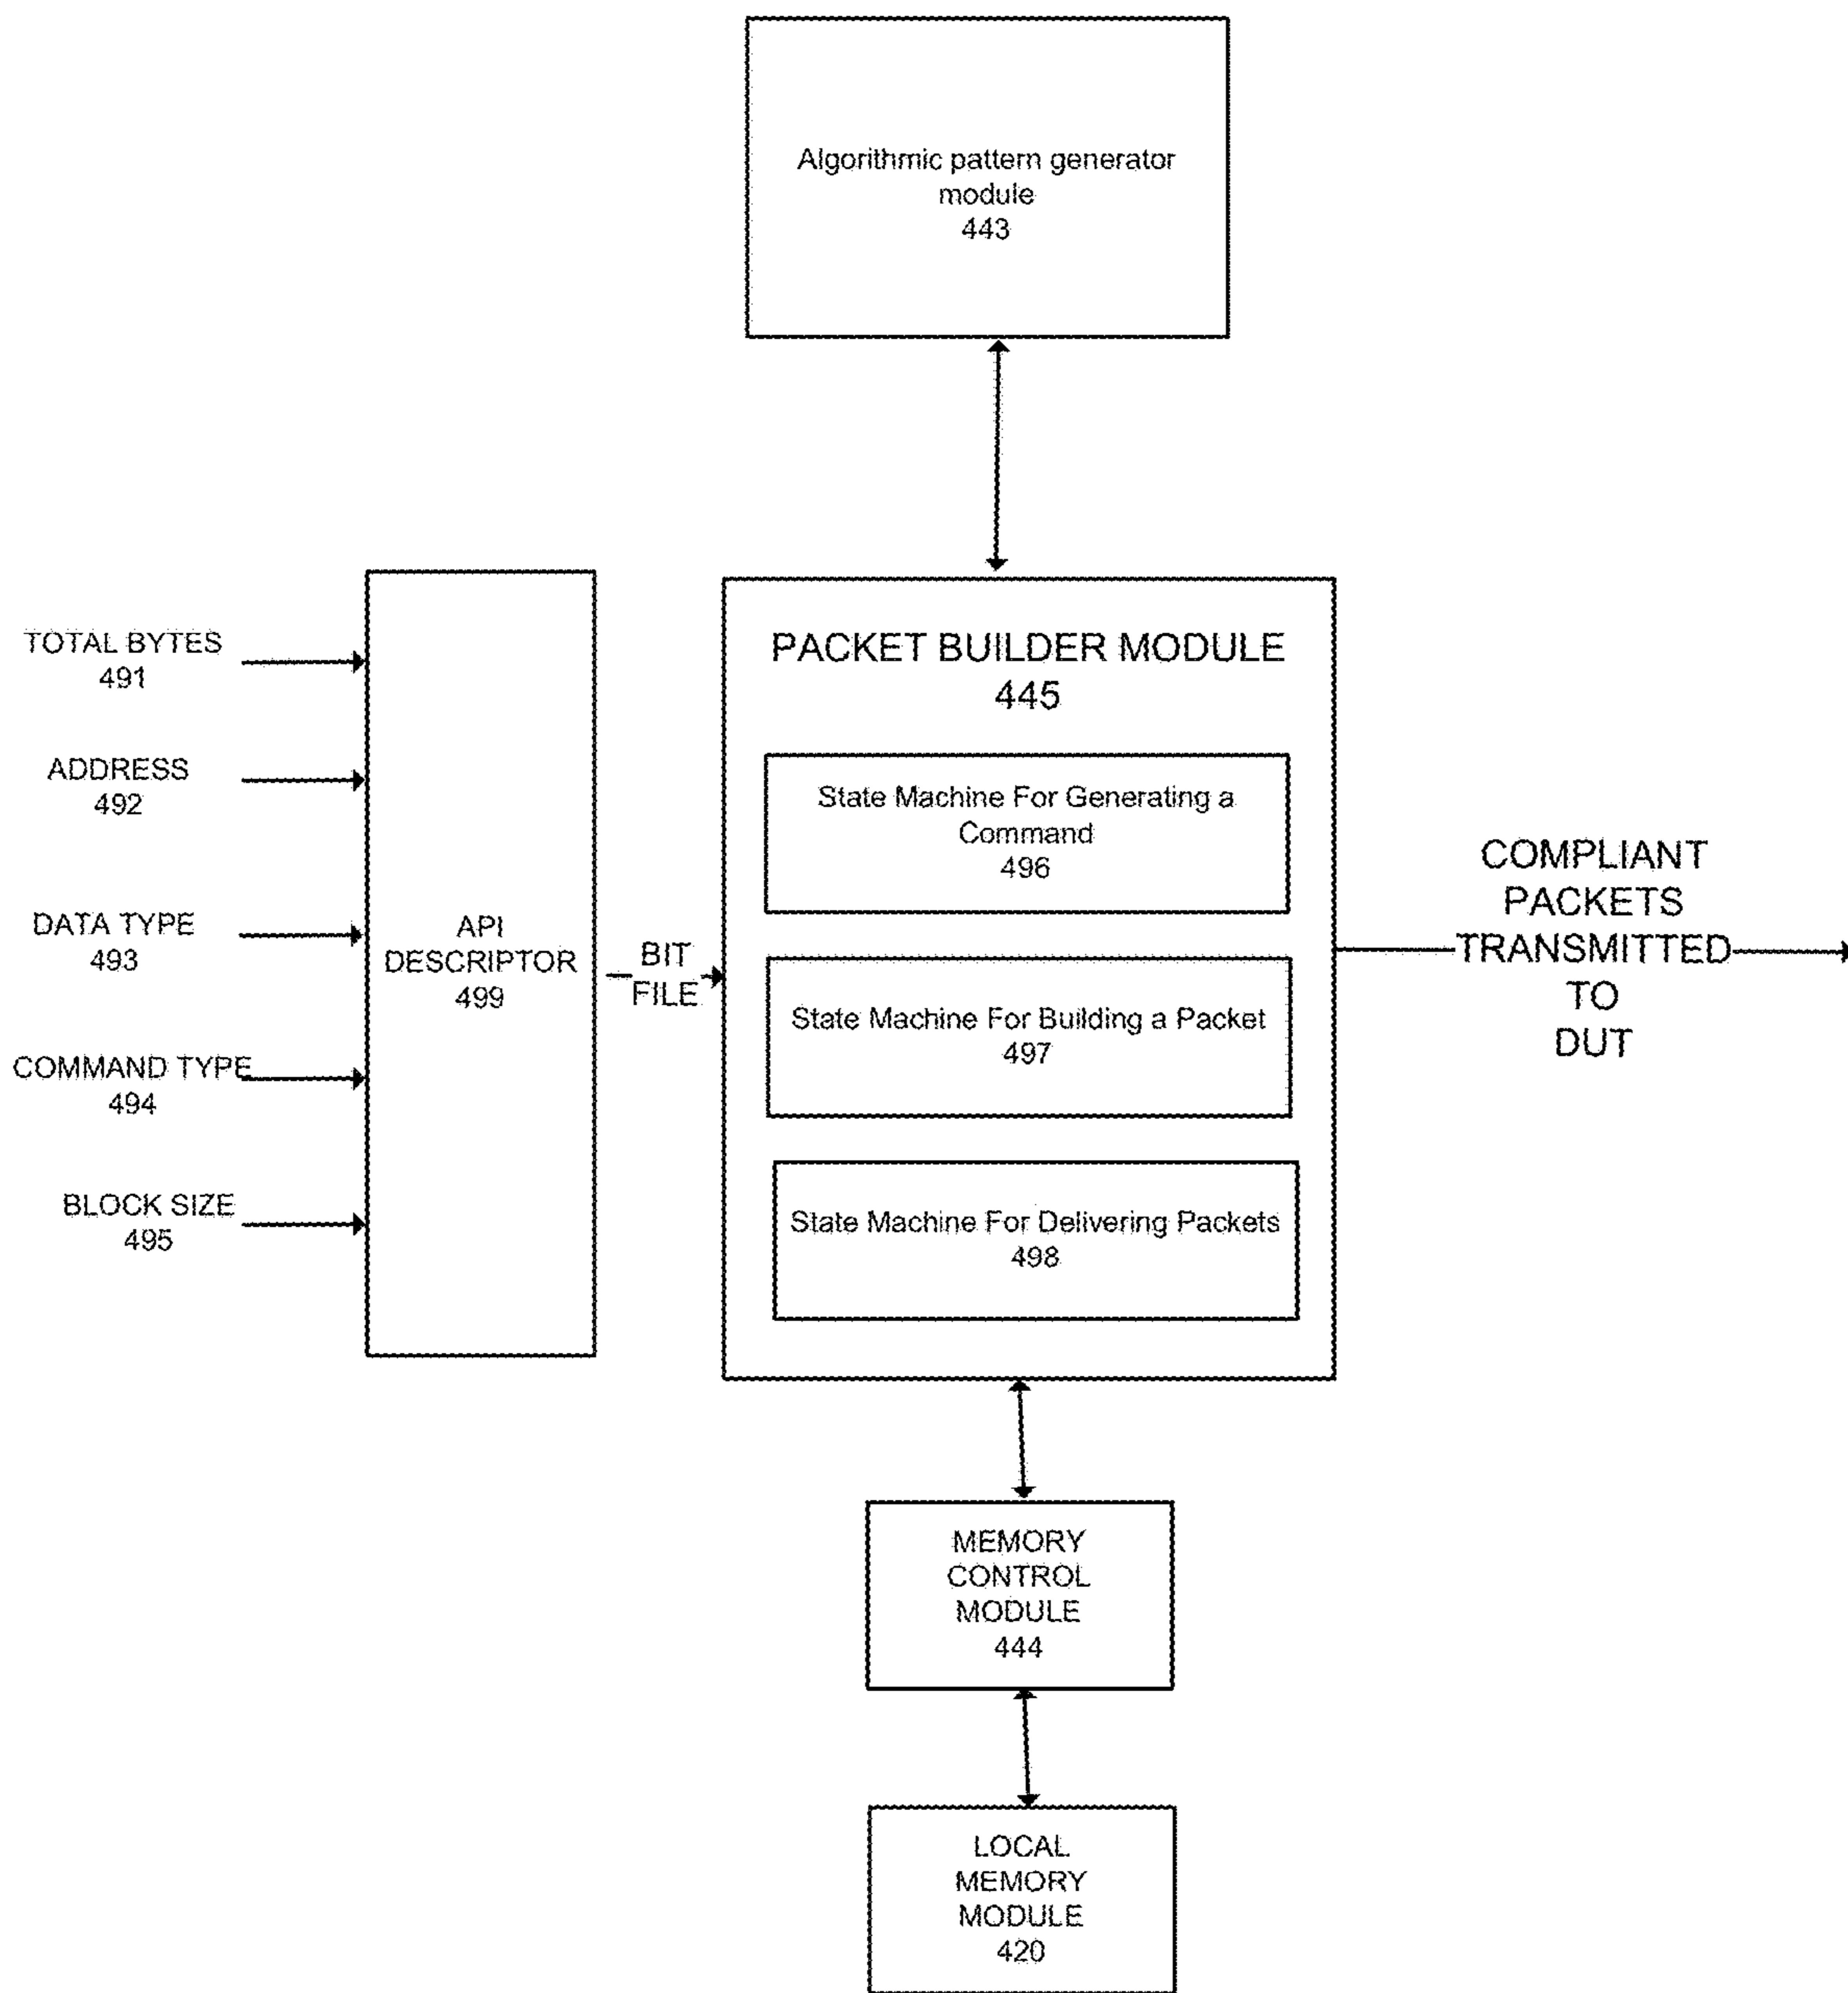 Algorithmic pattern generator
module
443
TOTAL BYTES
491
ADDRESS
492
DATA TYPE
493
COMMAND TYPE
494
BLOCK SIZE
495
API
DESCRIPTOR
499
BIT
FILE
PACKET BUILDER MODULE
445
State Machine For Generating a
Command
496
State Machine For Building a Packet
497
State Machine For Delivering Packets
498
COMPLIANT
PACKETS
TRANSMITTED
TO
DUT
MEMORY
CONTROL
MODULE
444
LOCAL
MEMORY
MODULE
420